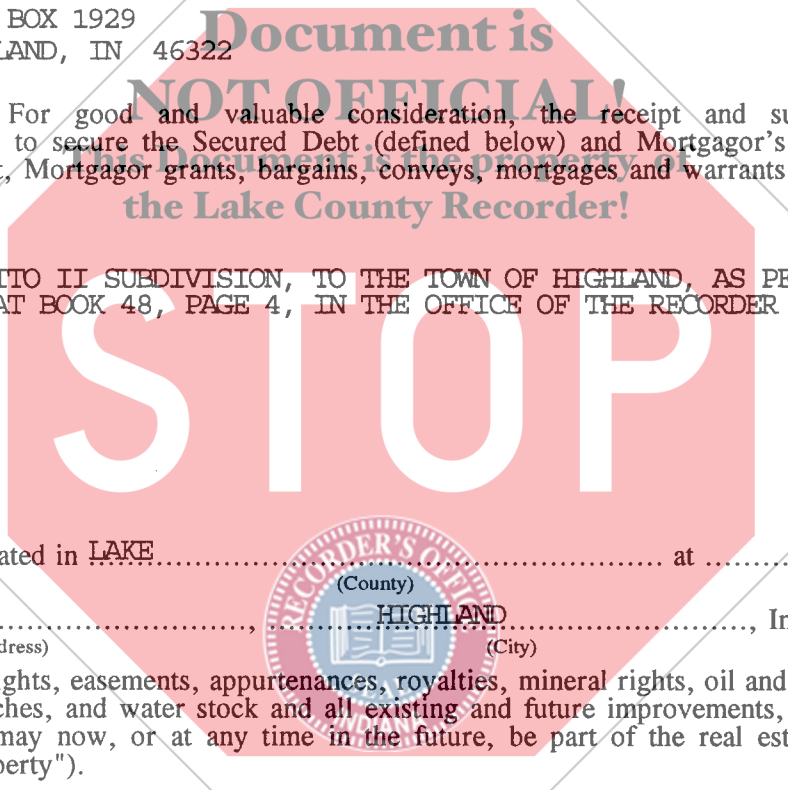 BOX 1929
LAND, IN 46322
Document is
NOT OFFICIAL!
For good and valuable consideration, the receipt and su
to secure the Secured Debt (defined below) and Mortgagor's
t, Mortgagor grants, bargains, conveys, mortgages and warrants
This Document is the property of
the Lake County Recorder!
TTO II SUBDIVISION, TO THE TOWN OF HIGHLAND, AS PE
AT BOOK 48, PAGE 4, IN THE OFFICE OF THE RECORDER
STOP
ated in LAKE at
(County)
HIGHLAND, In
dress) (City)
ghts, easements, appurtenances, royalties, mineral rights, oil and
ches, and water stock and all existing and future improvements,
may now, or at any time in the future, be part of the real est
perty").
RECORDER'S OFFICE
SEAL
INDIANA